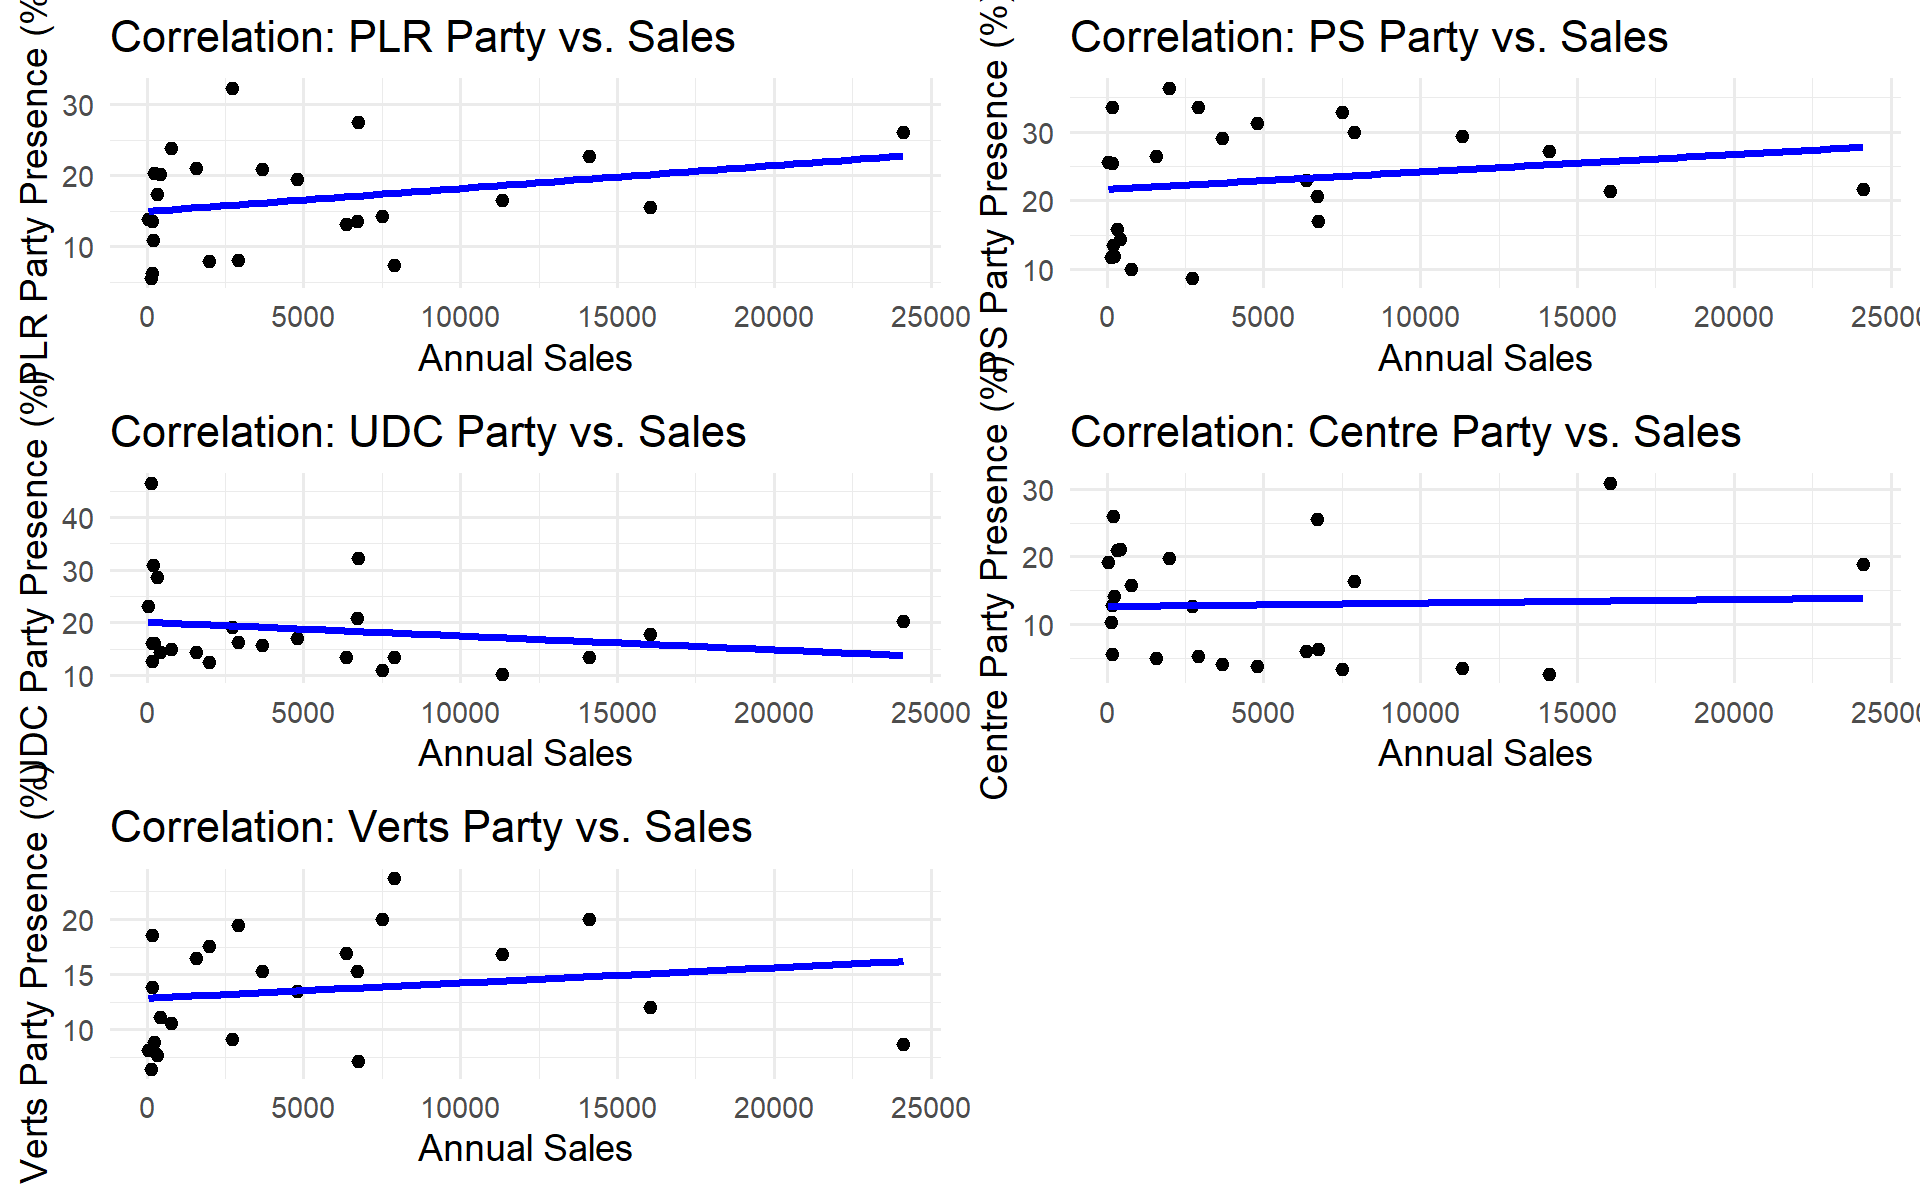 Correlation: PLR Party vs. Sales
PLR Party Presence (%)
30
20
10
0 5000 10000 15000 20000 25000
Annual Sales
Correlation: PS Party vs. Sales
PS Party Presence (%)
30
20
10
0 5000 10000 15000 20000 25000
Annual Sales
Correlation: UDC Party vs. Sales
UDC Party Presence (%)
40
30
20
10
0 5000 10000 15000 20000 25000
Annual Sales
Correlation: Centre Party vs. Sales
Centre Party Presence (%)
30
20
10
0 5000 10000 15000 20000 25000
Annual Sales
Correlation: Verts Party vs. Sales
Verts Party Presence (%)
20
15
10
0 5000 10000 15000 20000 25000
Annual Sales